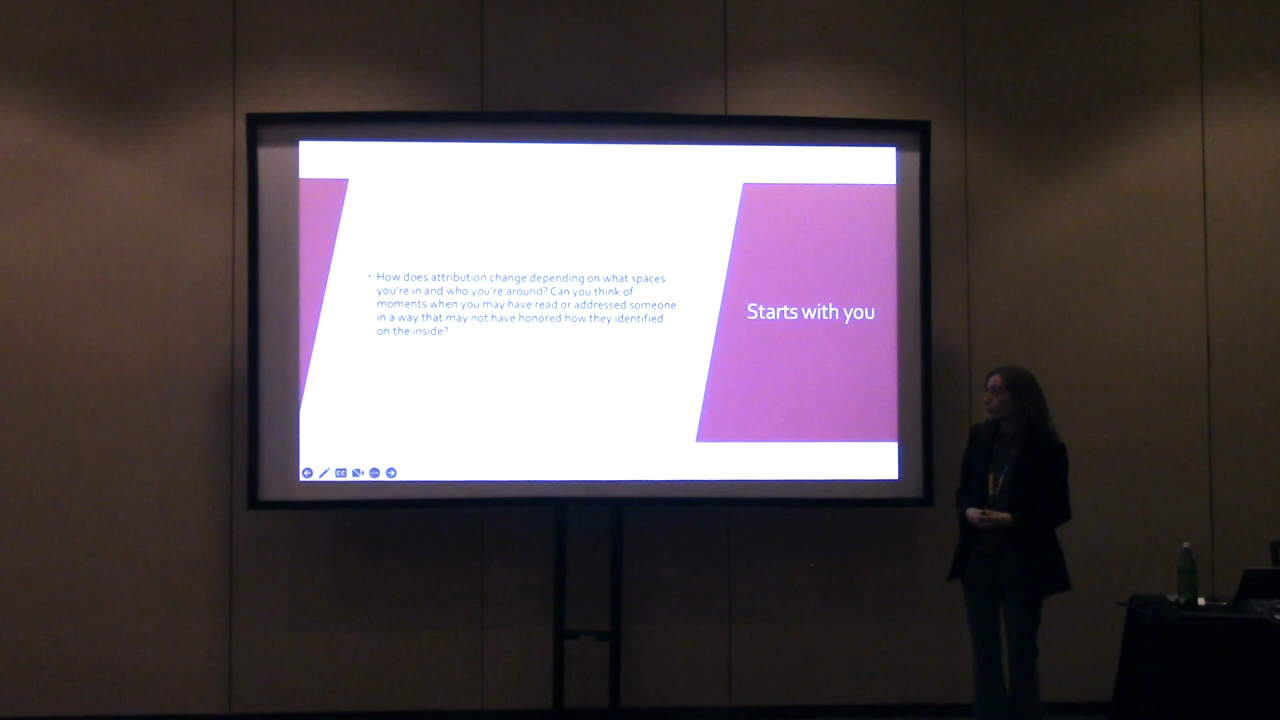 • How does attribution change depending on what spaces
you're in and who you're around? Can you think of
moments when you may have read or addressed someone
in a way that may not have honored how they identified
on the inside?
Starts with you
CC